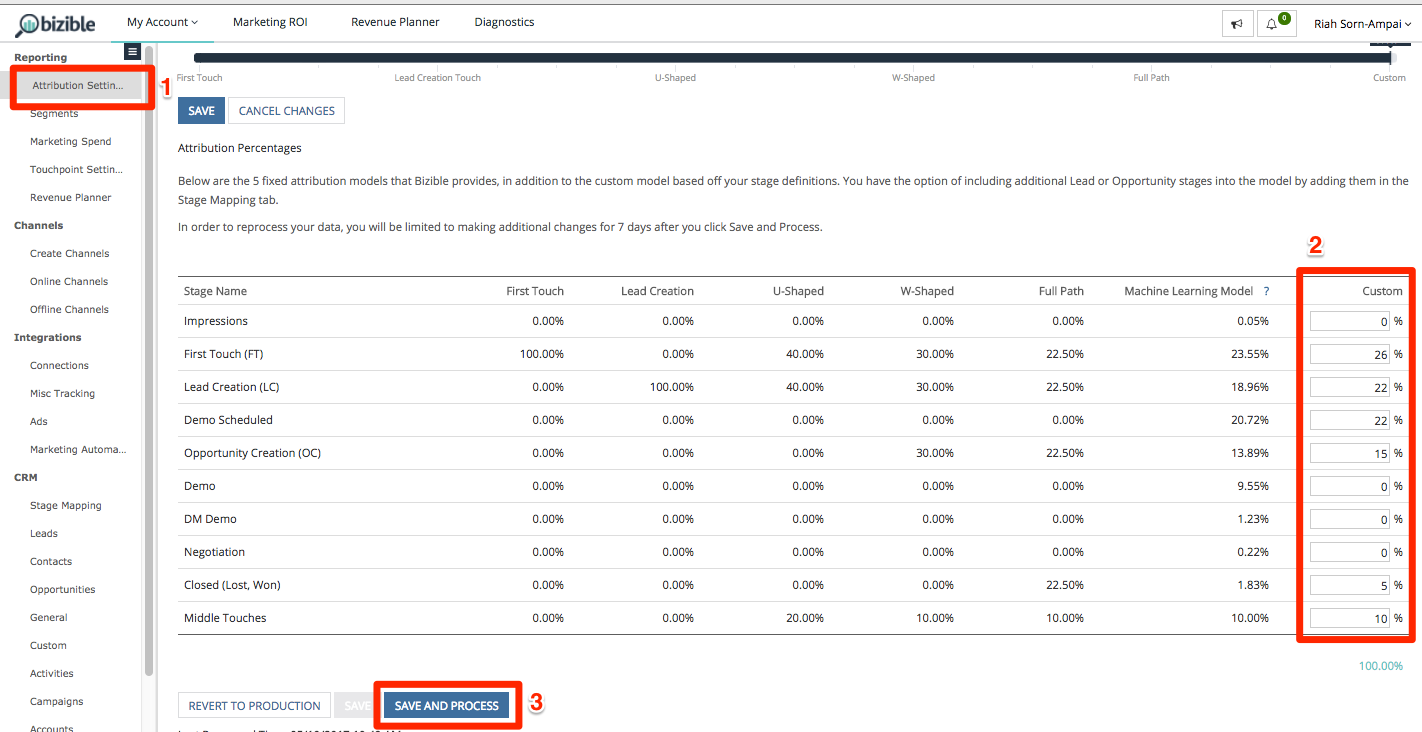 bizible
My Account
Marketing ROI
Revenue Planner
Diagnostics
0
Riah Sorn-Ampai
Reporting
Attribution Settin...
1
Segments
Marketing Spend
Touchpoint Settin...
Revenue Planner
Channels
Create Channels
Online Channels
Offline Channels
Integrations
Connections
Misc Tracking
Ads
Marketing Automa...
CRM
Stage Mapping
Leads
Contacts
Opportunities
General
Custom
Activities
Campaigns
Accounts
First Touch Lead Creation Touch U-Shaped W-Shaped Full Path Custom
SAVE CANCEL CHANGES
Attribution Percentages
Below are the 5 fixed attribution models that Bizible provides, in addition to the custom model based off your stage definitions. You have the option of including additional Lead or Opportunity stages into the model by adding them in the
Stage Mapping tab.
In order to reprocess your data, you will be limited to making additional changes for 7 days after you click Save and Process.
2
Stage Name First Touch Lead Creation U-Shaped W-Shaped Full Path Machine Learning Model ? Custom
Impressions 0.00% 0.00% 0.00% 0.00% 0.00% 0.05% 0 %
First Touch (FT) 100.00% 0.00% 40.00% 30.00% 22.50% 23.55% 26 %
Lead Creation (LC) 0.00% 100.00% 40.00% 30.00% 22.50% 18.96% 22 %
Demo Scheduled 0.00% 0.00% 0.00% 0.00% 0.00% 20.72% 22 %
Opportunity Creation (OC) 0.00% 0.00% 0.00% 30.00% 22.50% 13.89% 15 %
Demo 0.00% 0.00% 0.00% 0.00% 0.00% 9.55% 0 %
DM Demo 0.00% 0.00% 0.00% 0.00% 0.00% 1.23% 0 %
Negotiation 0.00% 0.00% 0.00% 0.00% 0.00% 0.22% 0 %
Closed (Lost, Won) 0.00% 0.00% 0.00% 0.00% 22.50% 1.83% 5 %
Middle Touches 0.00% 0.00% 20.00% 10.00% 10.00% 10.00% 10 %
100.00%
REVERT TO PRODUCTION SAVE SAVE AND PROCESS 3